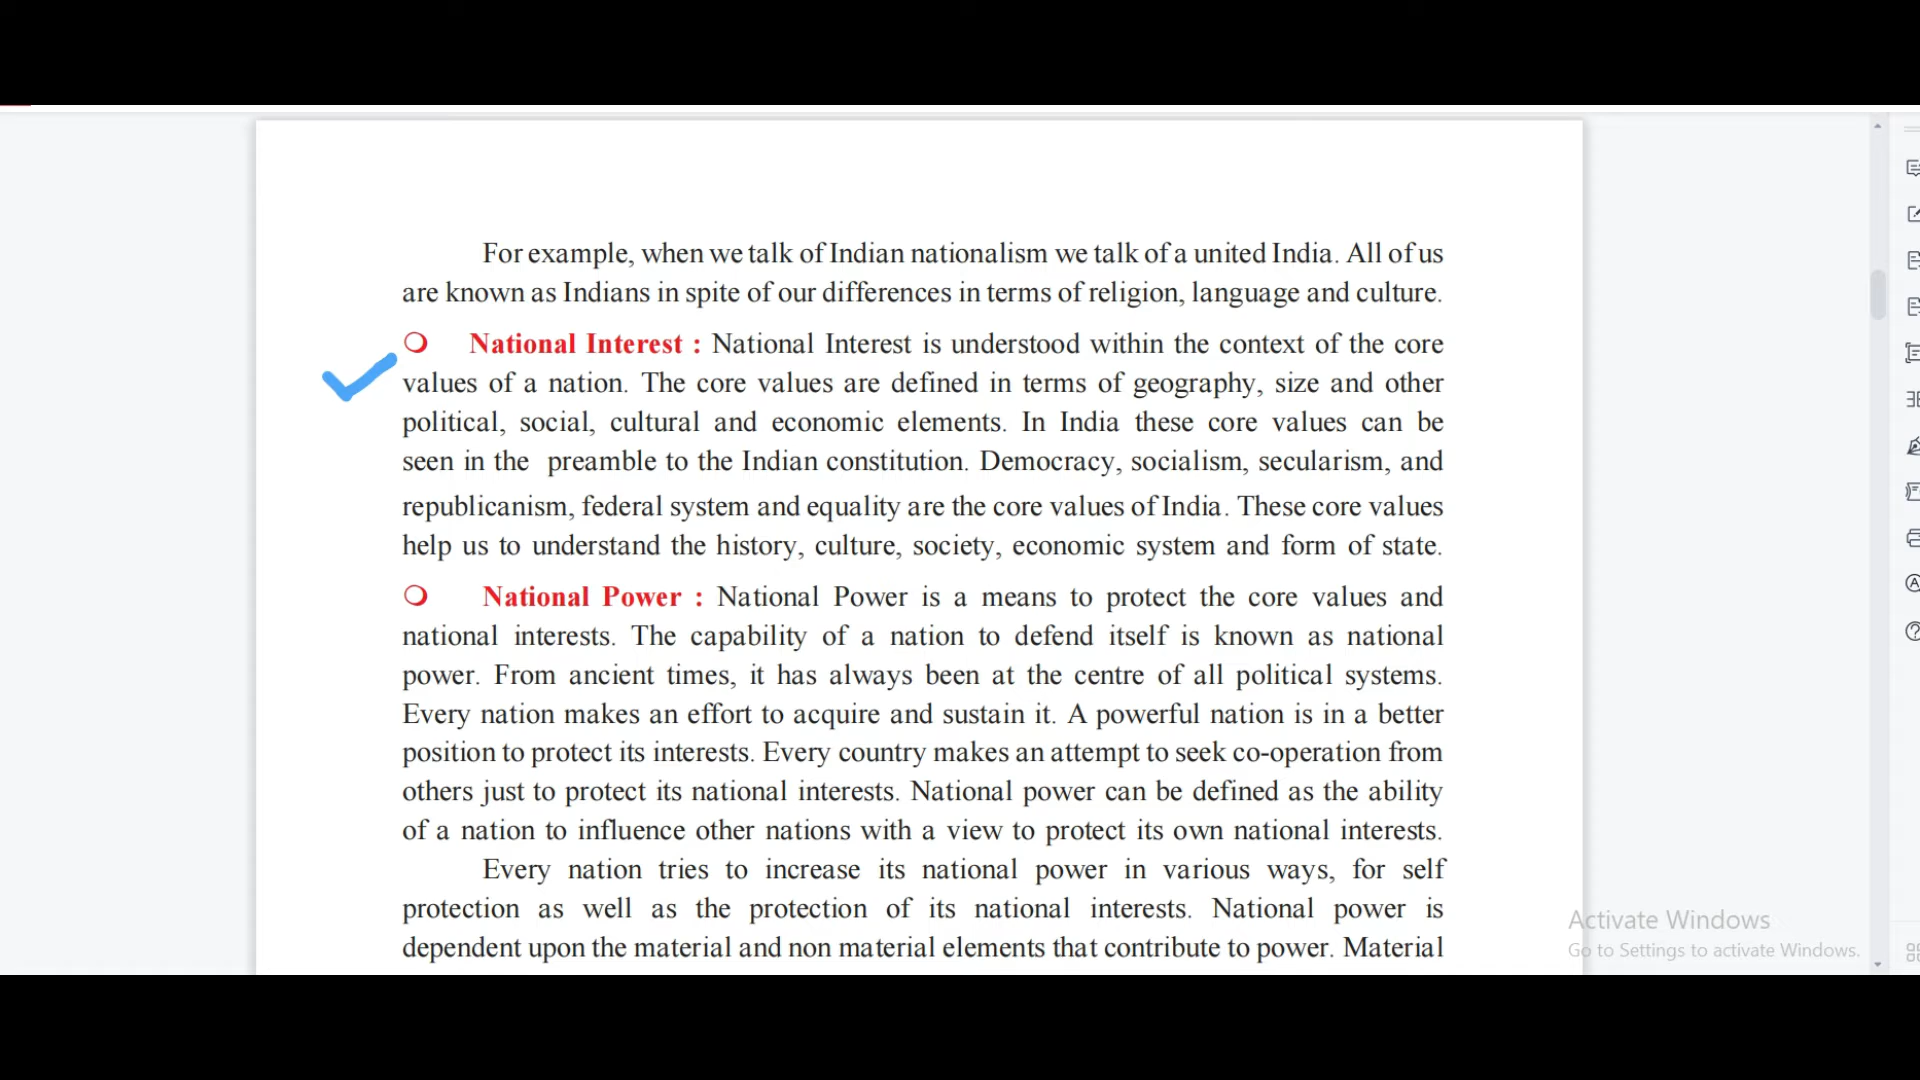 For example, when we talk of Indian nationalism we talk of a united India. All of us
are known as Indians in spite of our differences in terms of religion, language and culture.
National Interest : National Interest is understood within the context of the core
values of a nation. The core values are defined in terms of geography, size and other
political, social, cultural and economic elements. In India these core values can be
seen in the preamble to the Indian constitution. Democracy, socialism, secularism, and
republicanism, federal system and equality are the core values of India. These core values
help us to understand the history, culture, society, economic system and form of state.
National Power : National Power is a means to protect the core values and
national interests. The capability of a nation to defend itself is known as national
power. From ancient times, it has always been at the centre of all political systems.
Every nation makes an effort to acquire and sustain it. A powerful nation is in a better
position to protect its interests. Every country makes an attempt to seek co-operation from
others just to protect its national interests. National power can be defined as the ability
of a nation to influence other nations with a view to protect its own national interests.
Every nation tries to increase its national power in various ways, for self
protection as well as the protection of its national interests. National power is
dependent upon the material and non material elements that contribute to power. Material
Activate Windows
Go to Settings to activate Windows.